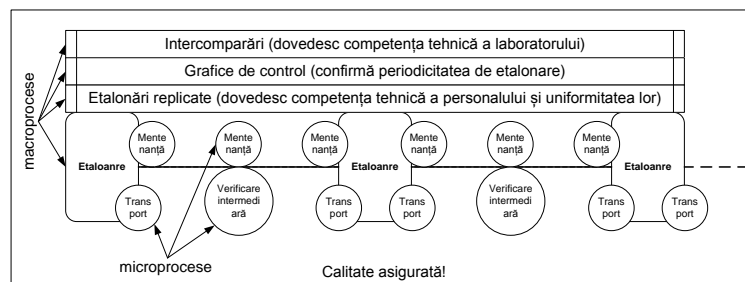 Intercomparări (dovedesc competența tehnică a laboratorului)
Grafice de control (confirmă periodicitatea de etalonare)
Etalonări replicate (dovedesc competența tehnică a personalului și uniformitatea lor)
macroprocese
Mente
nanță
Mente
nanță
Mente
nanță
Mente
nanță
Mente
nanță
Mente
nanță
Etaloanre
Etaloanre
Etaloanre
Verificare
intermedi
ară
Verificare
intermedi
ară
Trans
port
Trans
port
Trans
port
Trans
port
Trans
port
microprocese
Calitate asigurată!